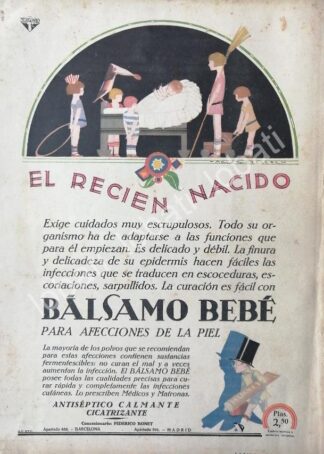 EL RECIEN NACIDO
Exige cuidados muy escrupulosos. Todo su or-
ganismo ha de adaptarse a las funciones que
para él empiezan. Es delicado y débil. La finura
y delicadeza de su epidermis hacen fáciles las
infecciones que se traducen en escoceduras, es-
coriaciones, sarpullidos. La curación es fácil con
BÁLSAMO BEBÉ
PARA AFECCIONES DE LA PIEL
La mayoría de los polvos que se recomiendan
para estas afecciones contienen sustancias
fermentescibles: no curan el mal y a veces
aumentan la infección. El BÁLSAMO BEBÉ
posee todas las cualidades precisas para cu-
rar rápida y completamente las infecciones
cutáneas. Lo prescriben Médicos y Matronas.
ANTISÉPTICO CALMANTE
CICATRIZANTE
Concesionario: FEDERICO BONET
Apartado 488. - BARCELONA Apartado 501. - MADRID
Ptas.
2,50